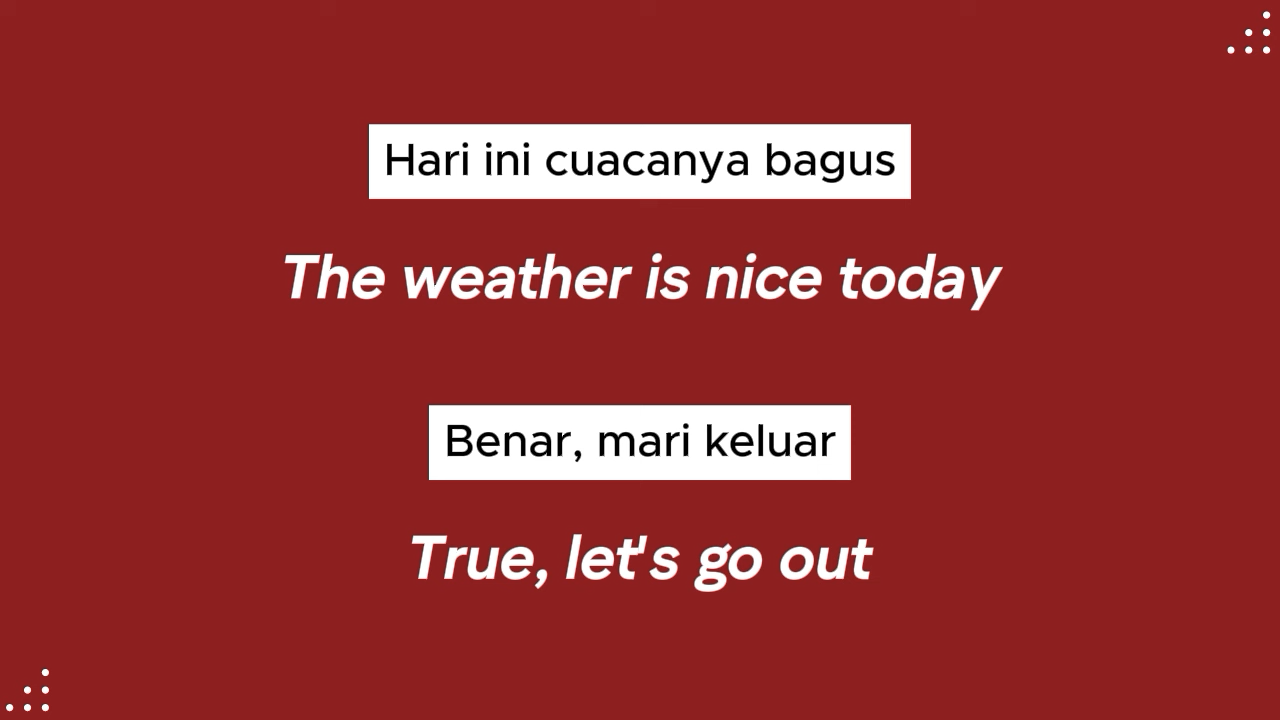 Hari ini cuacanya bagus
The weather is nice today
Benar, mari keluar
True, let's go out